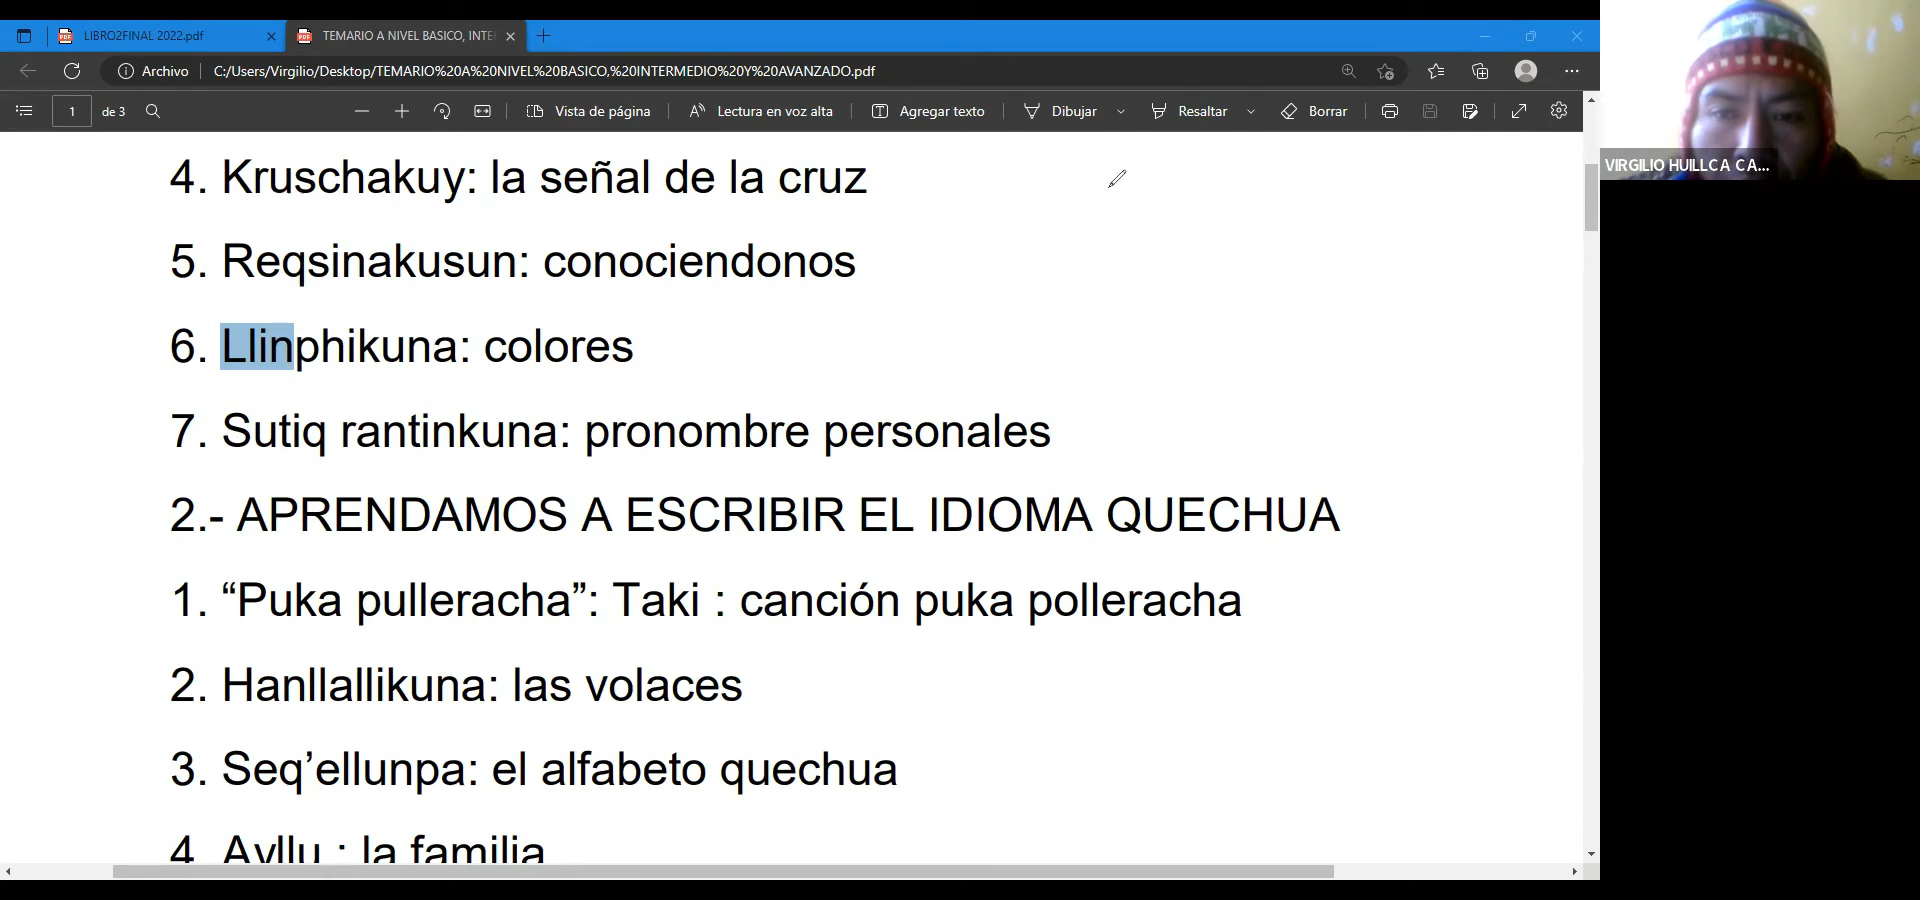 LIBRO2FINAL 2022.pdf
TEMARIO A NIVEL BASICO, INTE
Archivo C:/Users/Virgilio/Desktop/TEMARIO%20A%20NIVEL%20BASICO,%20INTERMEDIO%20Y%20AVANZADO.pdf
1 de 3 Vista de página Lectura en voz alta Agregar texto Dibujar Resaltar Borrar
VIRGILIO HUILLCA CA...
4. Kruschakuy: la señal de la cruz
5. Reqsinakusun: conociendonos
6. Llinphikuna: colores
7. Sutiq rantinkuna: pronombre personales
2.- APRENDAMOS A ESCRIBIR EL IDIOMA QUECHUA
1. “Puka pulleracha”: Taki : canción puka polleracha
2. Hanllallikuna: las volaces
3. Seq’ellunpa: el alfabeto quechua
4. Ayllu : la familia